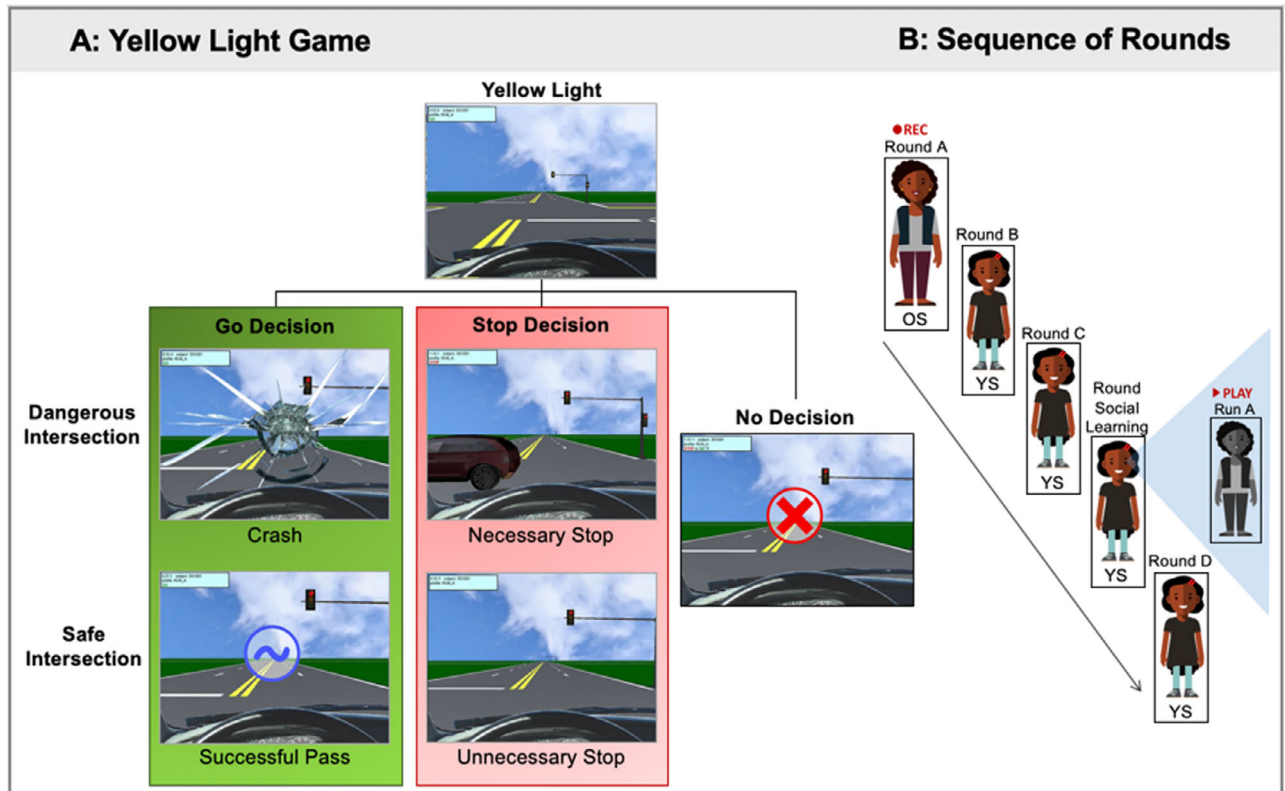 A: Yellow Light Game
B: Sequence of Rounds
Yellow Light
Go Decision
Stop Decision
No Decision
Dangerous
Intersection
Crash
Necessary Stop
Safe
Intersection
Successful Pass
Unnecessary Stop
REC
Round A
OS
Round B
YS
Round C
YS
Round
Social
Learning
YS
PLAY
Run A
Round D
YS